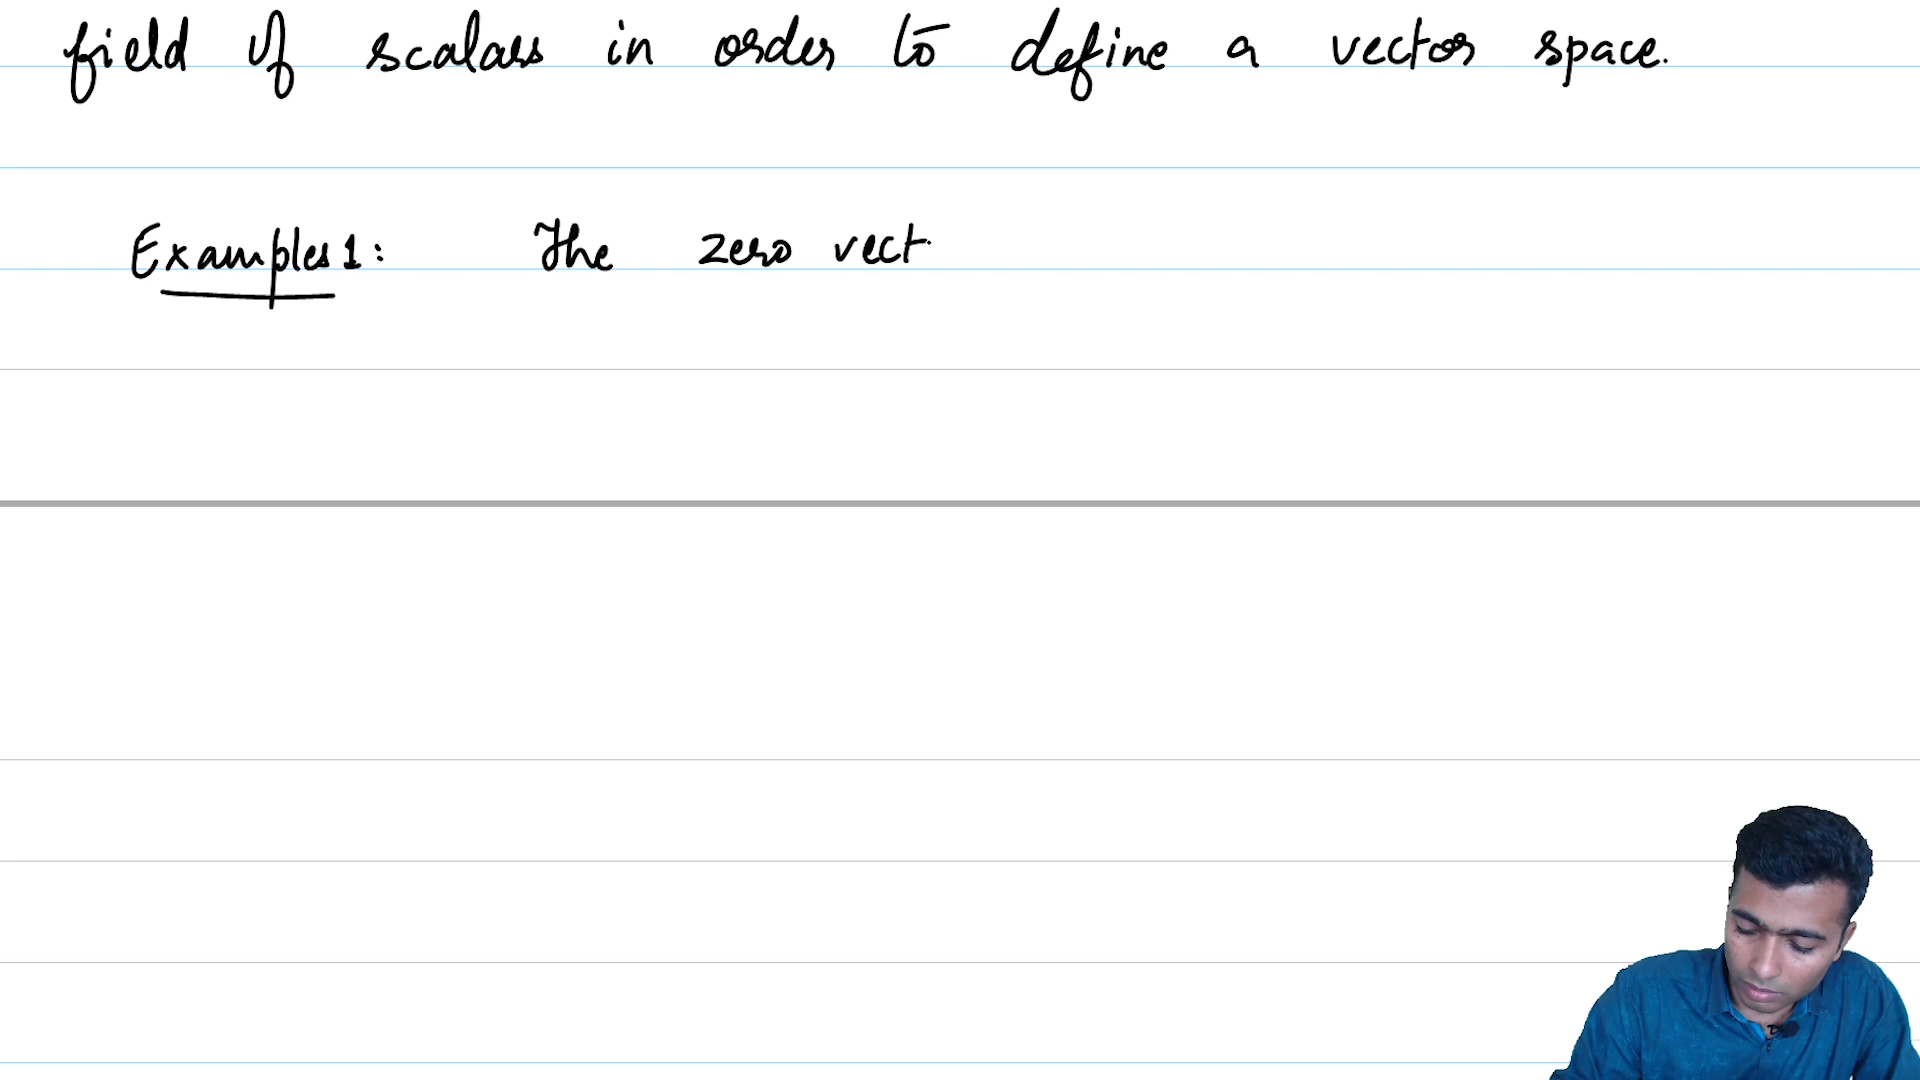 field of scalars in order to define a vector space.
Examples 1: The zero vect